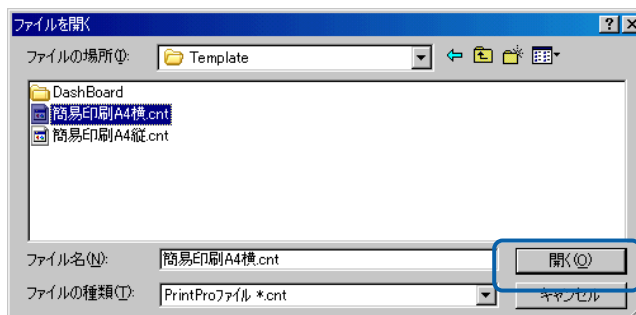 ファイルを開く
ファイルの場所(I): Template
DashBoard
簡易印刷A4横.cnt
簡易印刷A4縦.cnt
ファイル名(N): 簡易印刷A4横.cnt 開く(O)
ファイルの種類(T): PrintProファイル *.cnt キャンセル